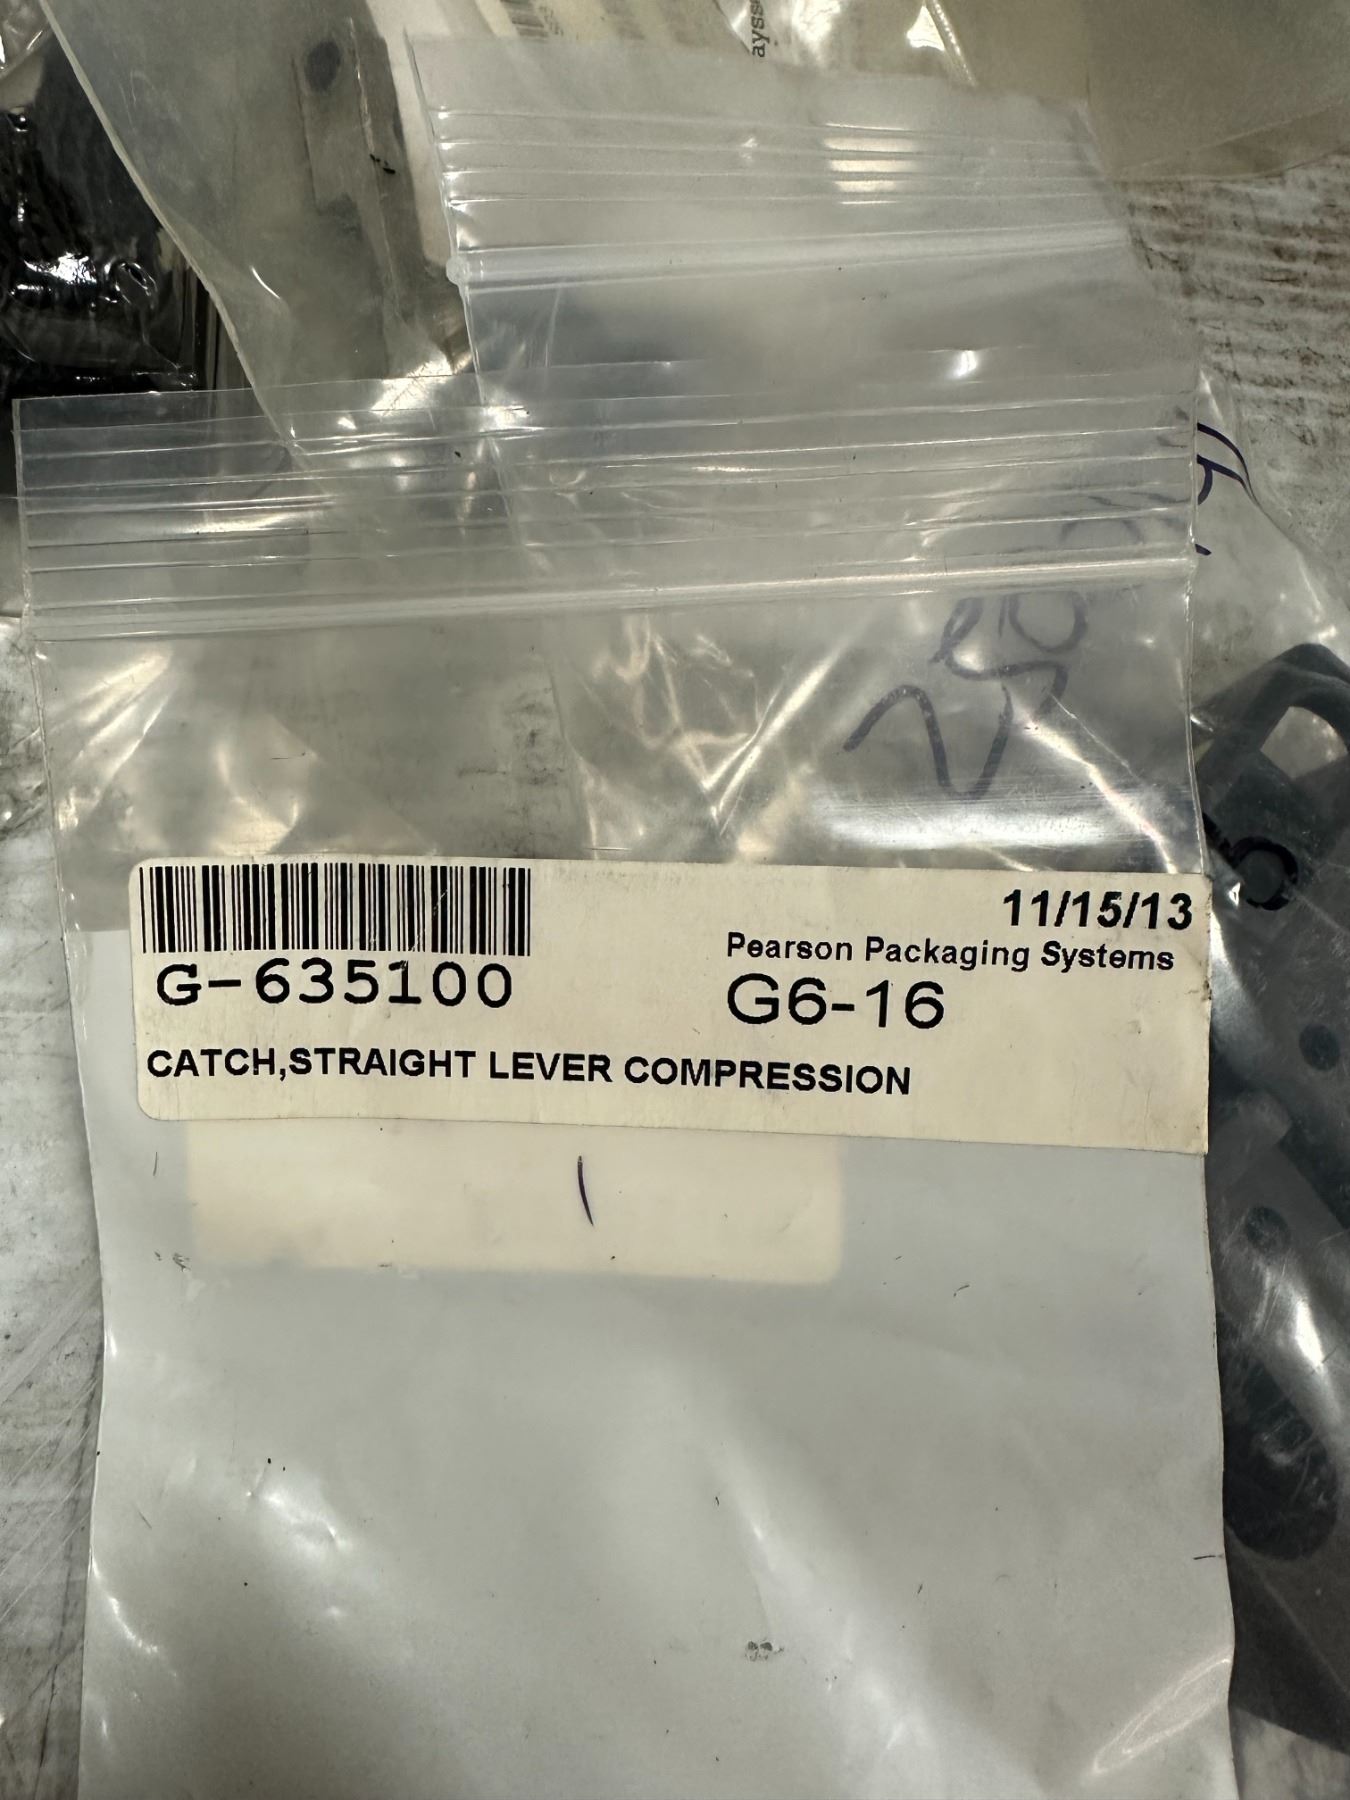 11/15/13
Pearson Packaging Systems
G-635100
G6-16
CATCH,STRAIGHT LEVER COMPRESSION